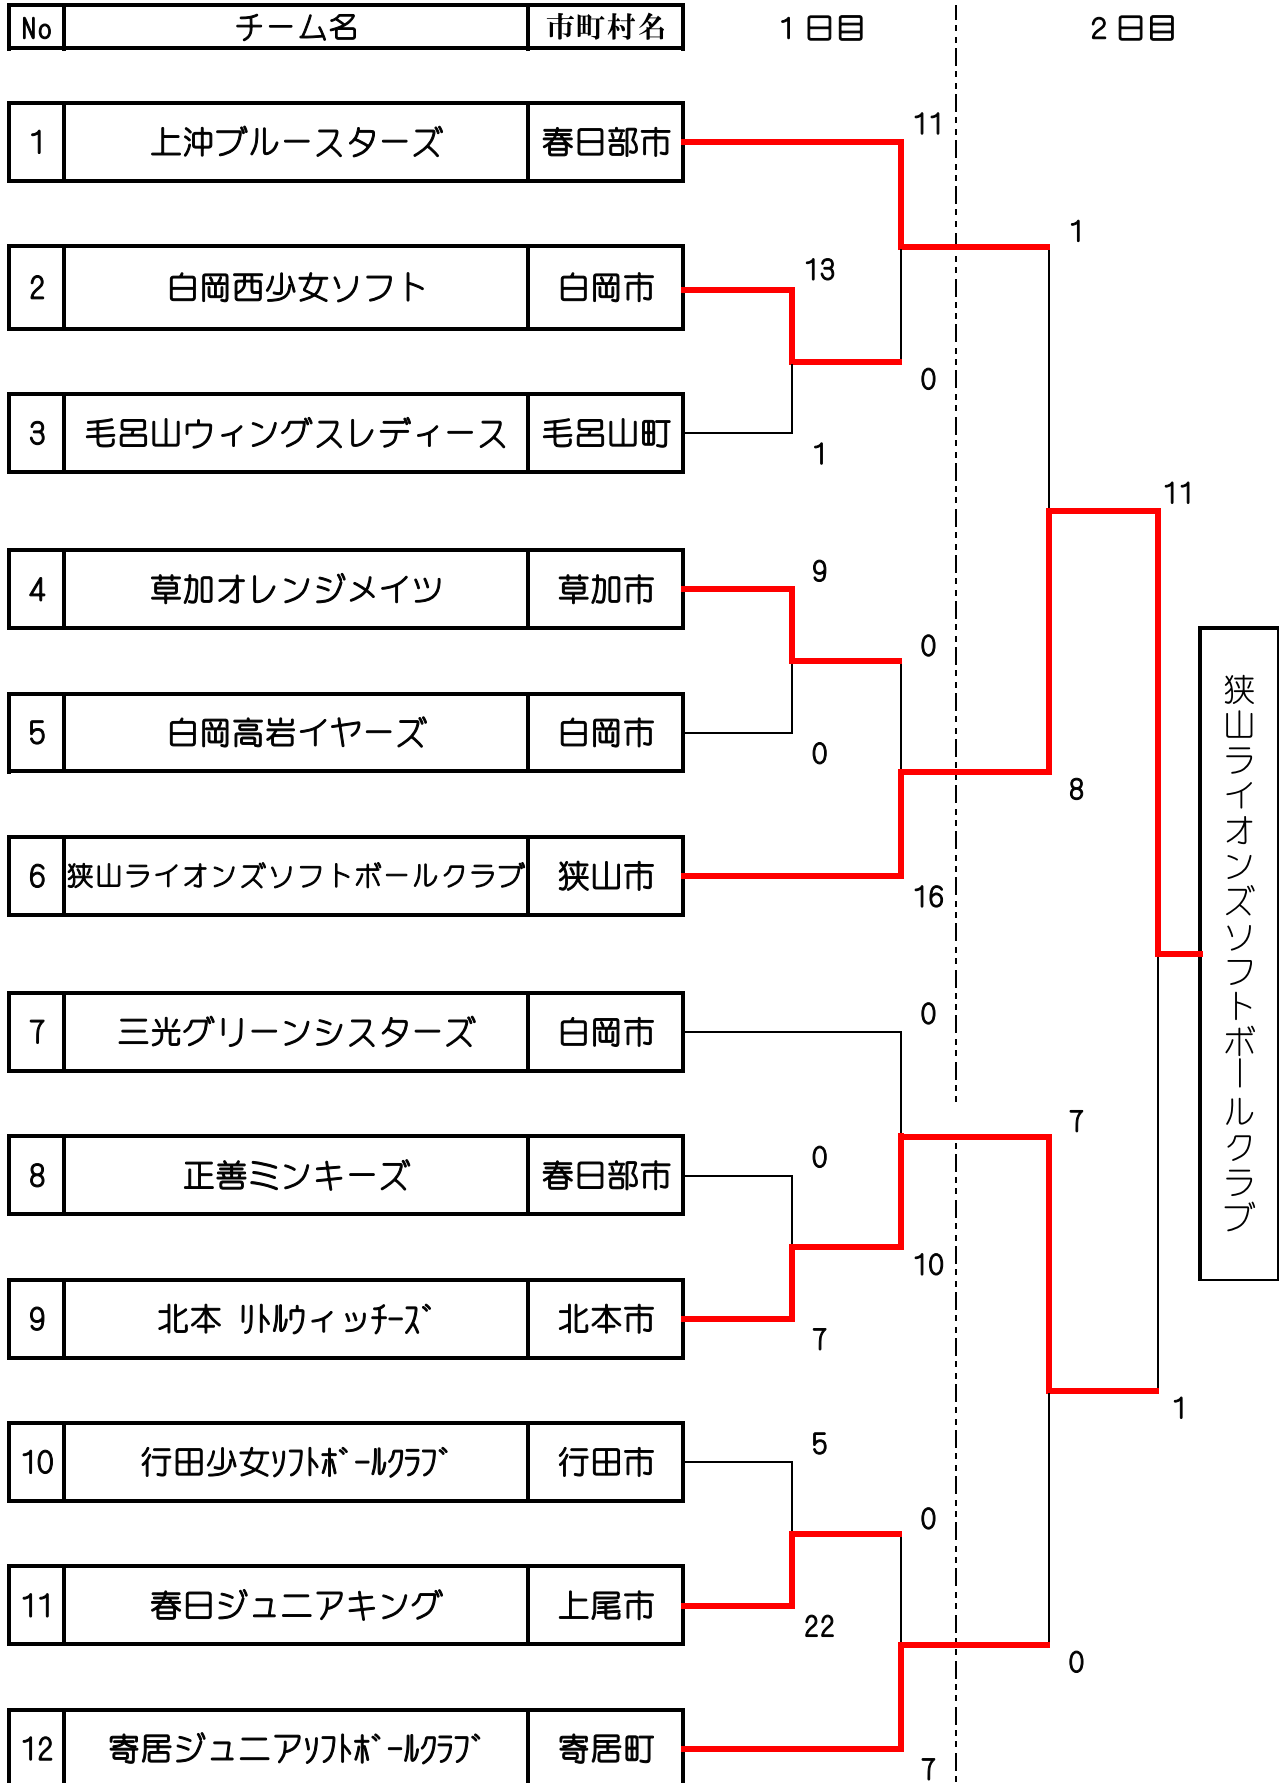 No チーム名 市町村名 1日目 2日目
11
1 上沖ブルースターズ 春日部市
1
13
2 白岡西少女ソフト 白岡市
0
3 毛呂山ウィングスレディース 毛呂山町
1
11
9
4 草加オレンジメイツ 草加市
0
5 白岡高岩イヤーズ 白岡市
0
8
6 狭山ライオンズソフトボールクラブ 狭山市
16
狭山ライオンズソフトボールクラブ
0
7 三光グリーンシスターズ 白岡市
7
0
8 正善ミンキーズ 春日部市
10
9 北本 ﾘﾄﾙウィッチーズ 北本市
7
1
5
10 行田少女ｿﾌﾄﾎﾞｰﾙｸﾗﾌﾞ 行田市
0
11 春日ジュニアキング 上尾市
22
0
12 寄居ジュニアｿﾌﾄﾎﾞｰﾙｸﾗﾌﾞ 寄居町
7